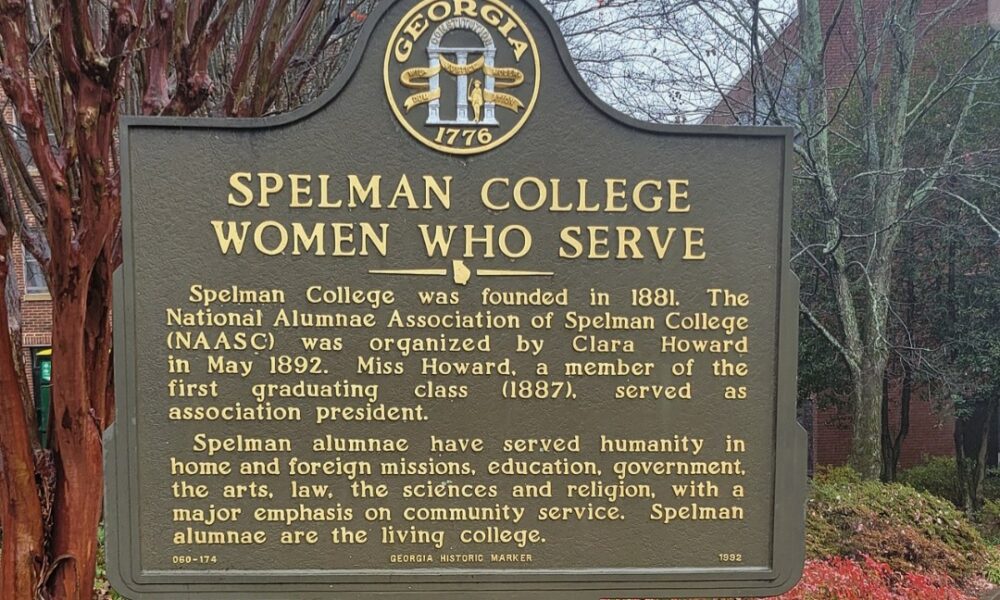 GEORGIA
CONSTITUTION
1776
SPELMAN COLLEGE
WOMEN WHO SERVE
Spelman College was founded in 1881. The
National Alumnae Association of Spelman College
(NAASC) was organized by Clara Howard
in May 1892. Miss Howard, a member of the
first graduating class (1887), served as
association president.
Spelman alumnae have served humanity in
home and foreign missions, education, government,
the arts, law, the sciences and religion, with a
major emphasis on community service. Spelman
alumnae are the living college.
060-174 GEORGIA HISTORIC MARKER 1992